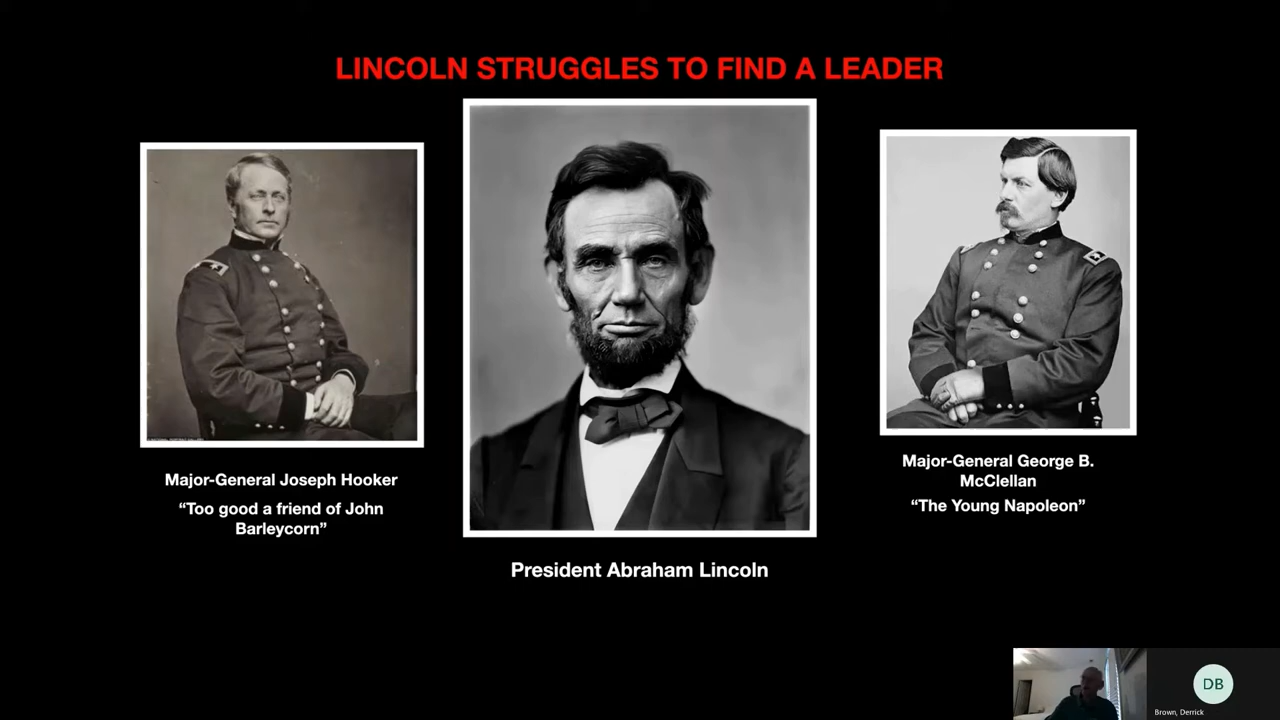 LINCOLN STRUGGLES TO FIND A LEADER
Major-General Joseph Hooker
“Too good a friend of John
Barleycorn”
President Abraham Lincoln
Major-General George B.
McClellan
“The Young Napoleon”
DB
Brown, Derrick